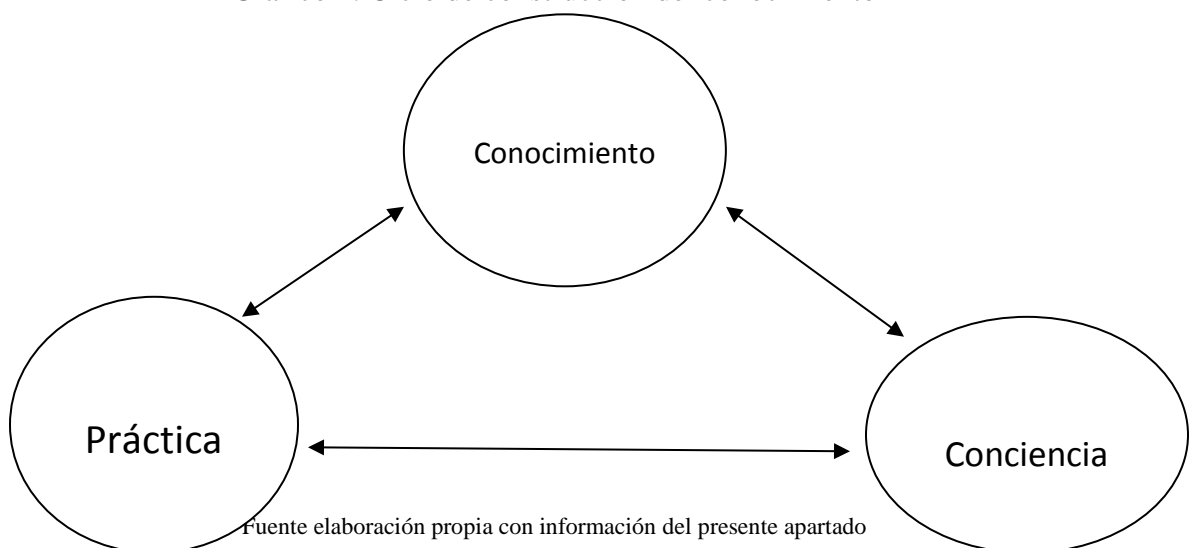 Conocimiento
Práctica
Conciencia
Fuente elaboración propia con información del presente apartado